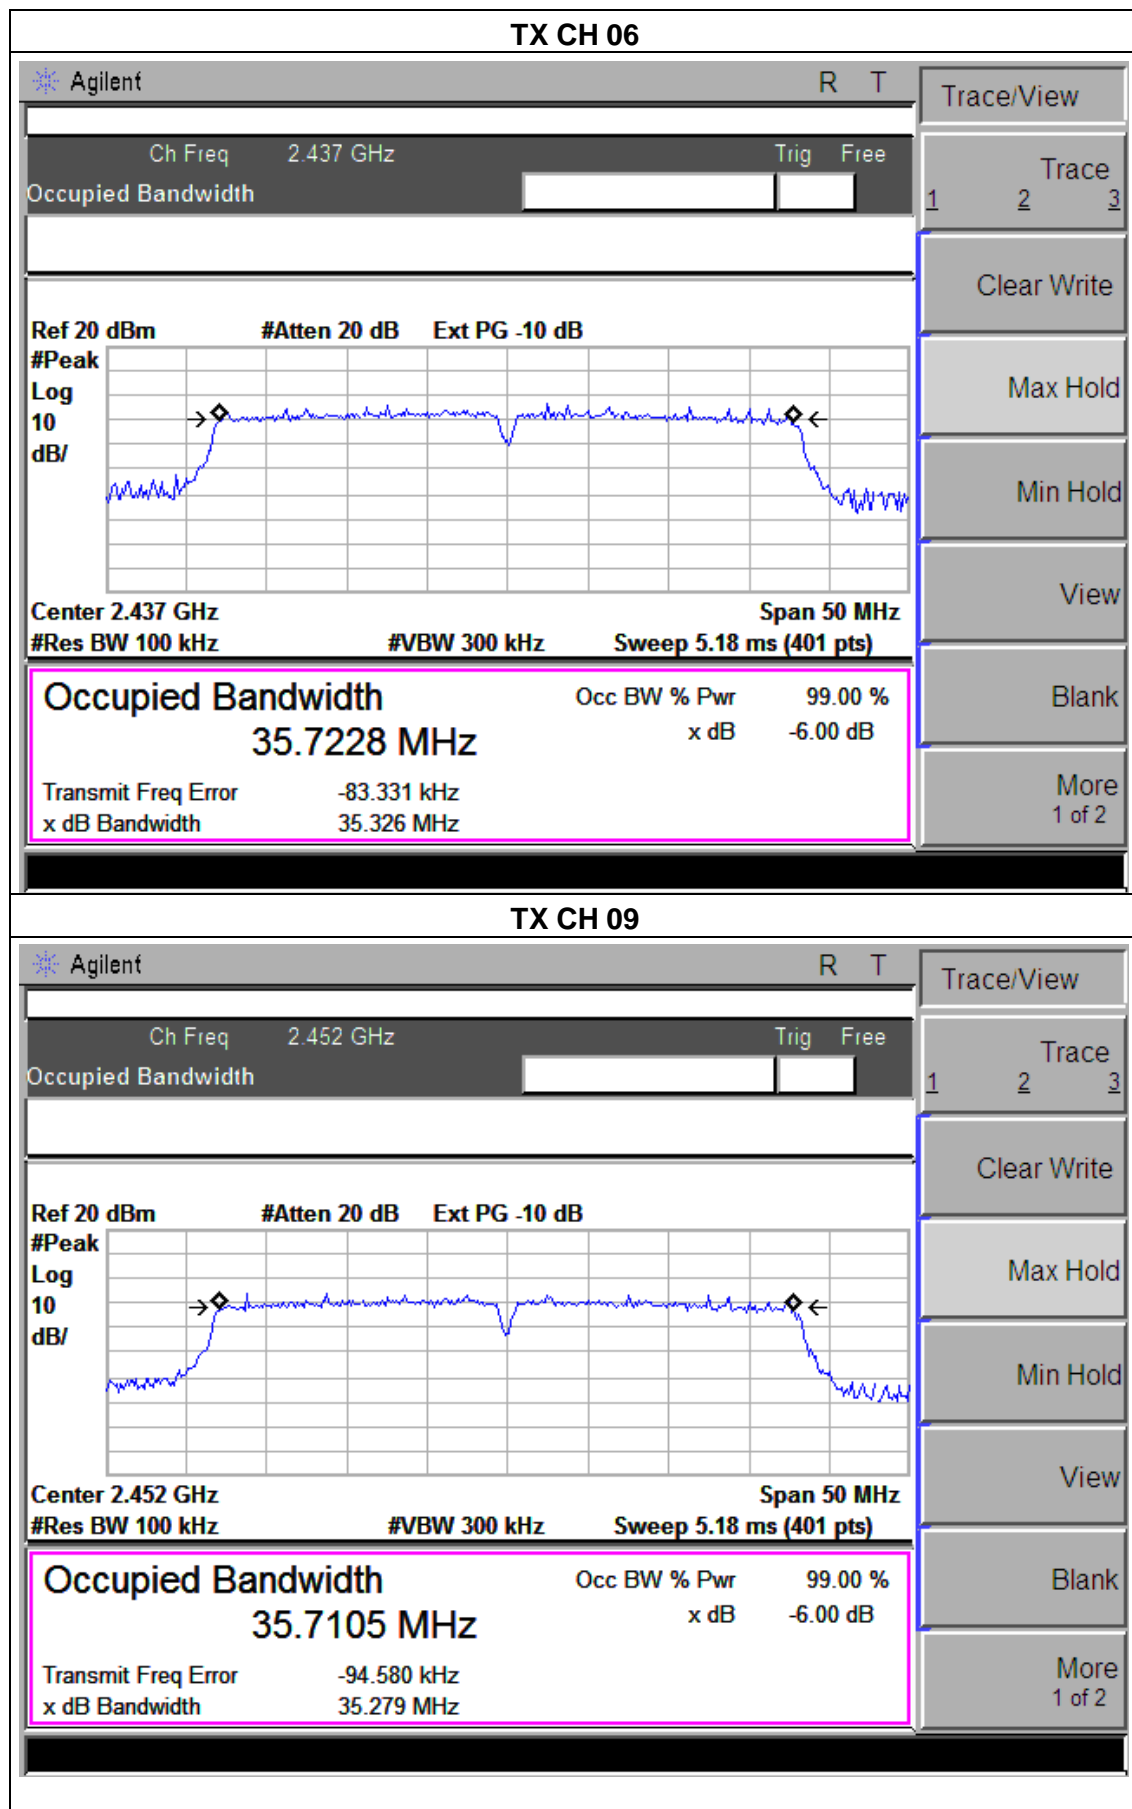 TX CH 06
Agilent R T
Trace/View
Ch Freq 2.437 GHz Trig Free
Occupied Bandwidth
Trace
1 2 3
Clear Write
Ref 20 dBm #Atten 20 dB Ext PG -10 dB
#Peak
Log
10
dB/
Max Hold
Min Hold
View
Center 2.437 GHz Span 50 MHz
#Res BW 100 kHz #VBW 300 kHz Sweep 5.18 ms (401 pts)
Occupied Bandwidth Occ BW % Pwr 99.00 %
35.7228 MHz x dB -6.00 dB
Blank
Transmit Freq Error -83.331 kHz
x dB Bandwidth 35.326 MHz
More
1 of 2
TX CH 09
Agilent R T
Trace/View
Ch Freq 2.452 GHz Trig Free
Occupied Bandwidth
Trace
1 2 3
Clear Write
Ref 20 dBm #Atten 20 dB Ext PG -10 dB
#Peak
Log
10
dB/
Max Hold
Min Hold
View
Center 2.452 GHz Span 50 MHz
#Res BW 100 kHz #VBW 300 kHz Sweep 5.18 ms (401 pts)
Occupied Bandwidth Occ BW % Pwr 99.00 %
35.7105 MHz x dB -6.00 dB
Blank
Transmit Freq Error -94.580 kHz
x dB Bandwidth 35.279 MHz
More
1 of 2